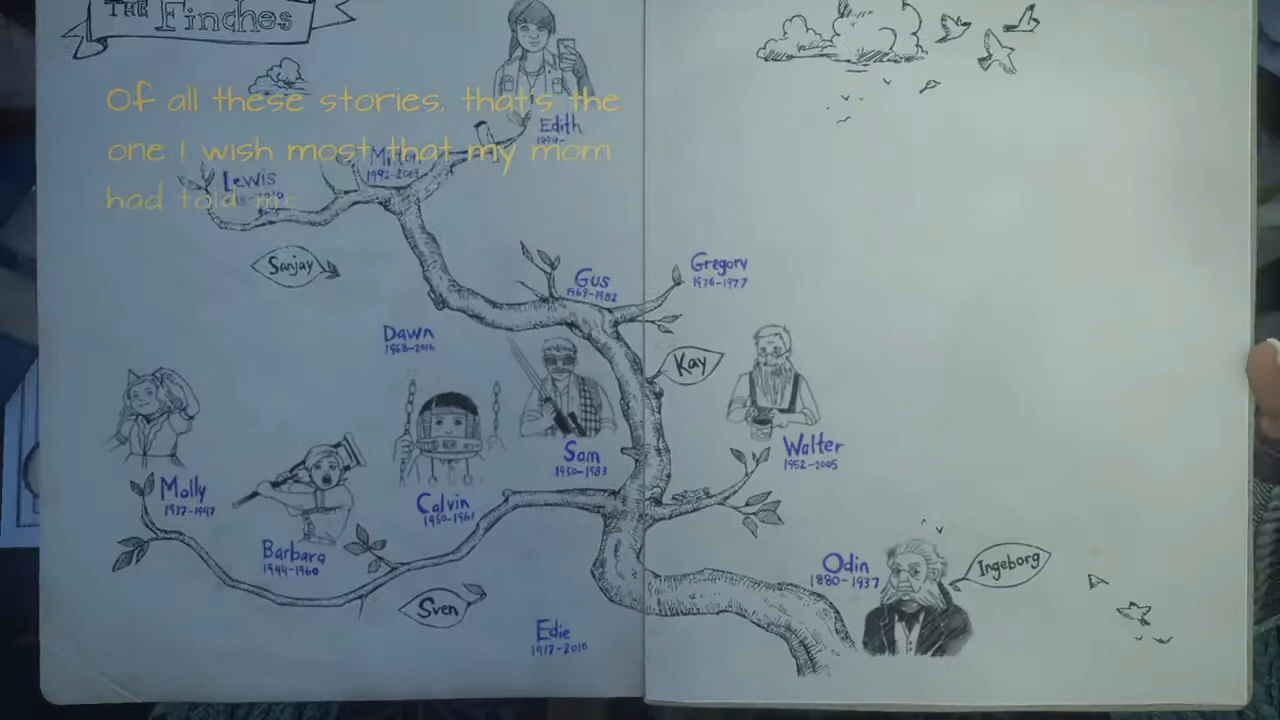 THE Finches
Of all these stories, that's the
one I wish most that my mom
had told me
Edith
Milton
Lewis
Sanjay
Gus
1969-1982
Gregory
1976-1977
Dawn
1968-2016
Kay
Sam
1950-1983
Walter
1952-2005
Molly
1937-1947
Calvin
1950-1961
Barbara
1944-1960
Odin
1880-1937
Ingeborg
Sven
Edie
1917-2010